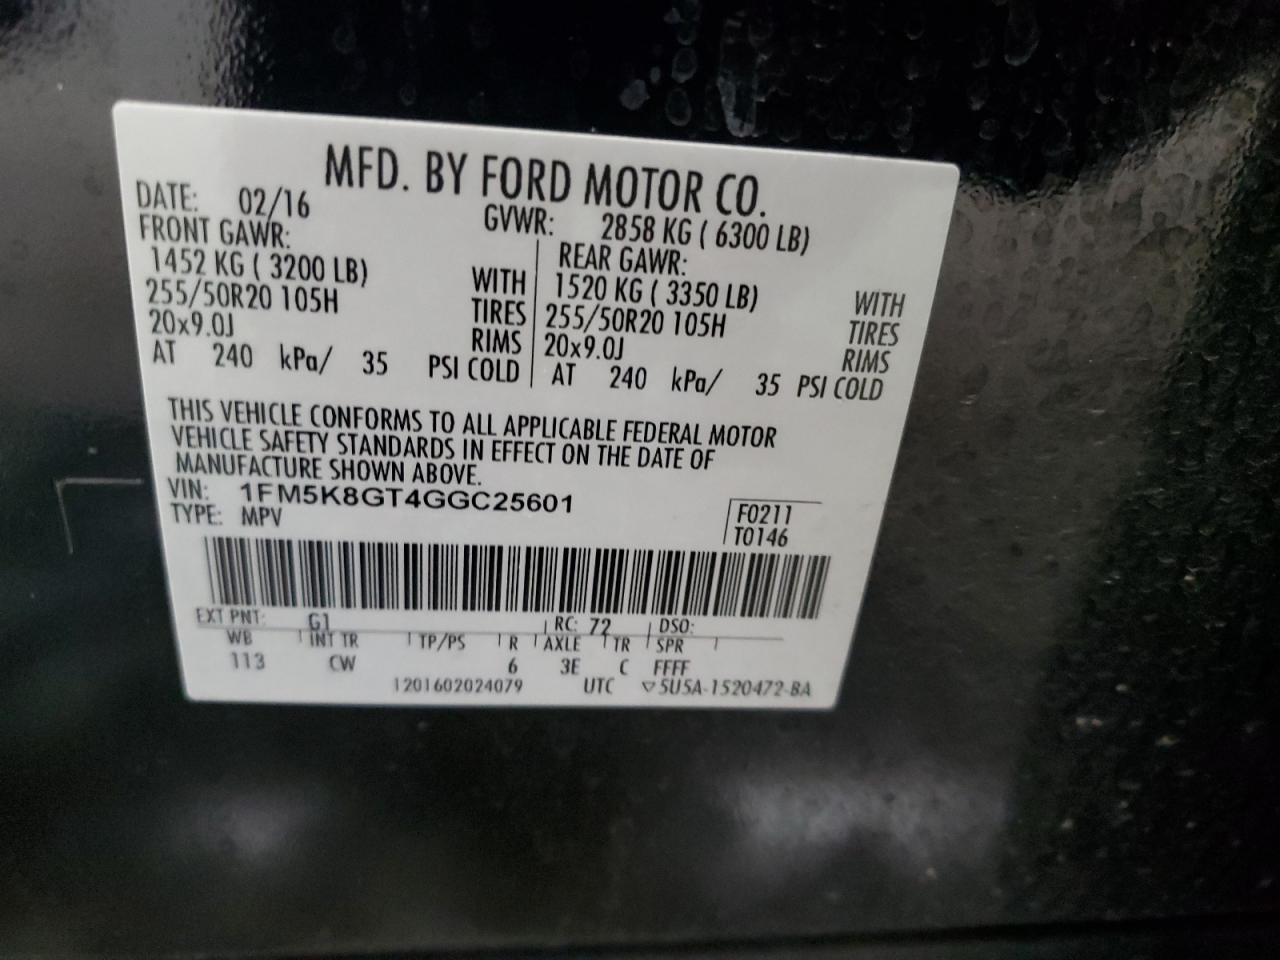 MFD. BY FORD MOTOR CO.
DATE: 02/16 GVWR: 2858 KG ( 6300 LB)
FRONT GAWR: REAR GAWR:
1452 KG ( 3200 LB) WITH 1520 KG ( 3350 LB) WITH
255/50R20 105H TIRES 255/50R20 105H TIRES
20x9.0J RIMS 20x9.0J RIMS
AT 240 kPa/ 35 PSI COLD AT 240 kPa/ 35 PSI COLD
THIS VEHICLE CONFORMS TO ALL APPLICABLE FEDERAL MOTOR
VEHICLE SAFETY STANDARDS IN EFFECT ON THE DATE OF
MANUFACTURE SHOWN ABOVE.
VIN: 1FM5K8GT4GGC25601 F0211
TYPE: MPV T0146
EXT PNT: G1 RC: 72 DSO:
WB INT TR TP/PS R AXLE TR SPR
113 CW 6 3E C FFFF
1201602024079 UTC ▽5U5A-1520472-BA